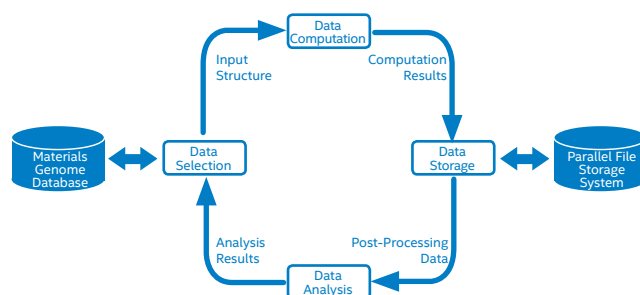 Data
Computation
Input
Structure
Computation
Results
Materials
Genome
Database
Data
Selection
Data
Storage
Parallel File
Storage
System
Analysis
Results
Post-Processing
Data
Data
Analysis